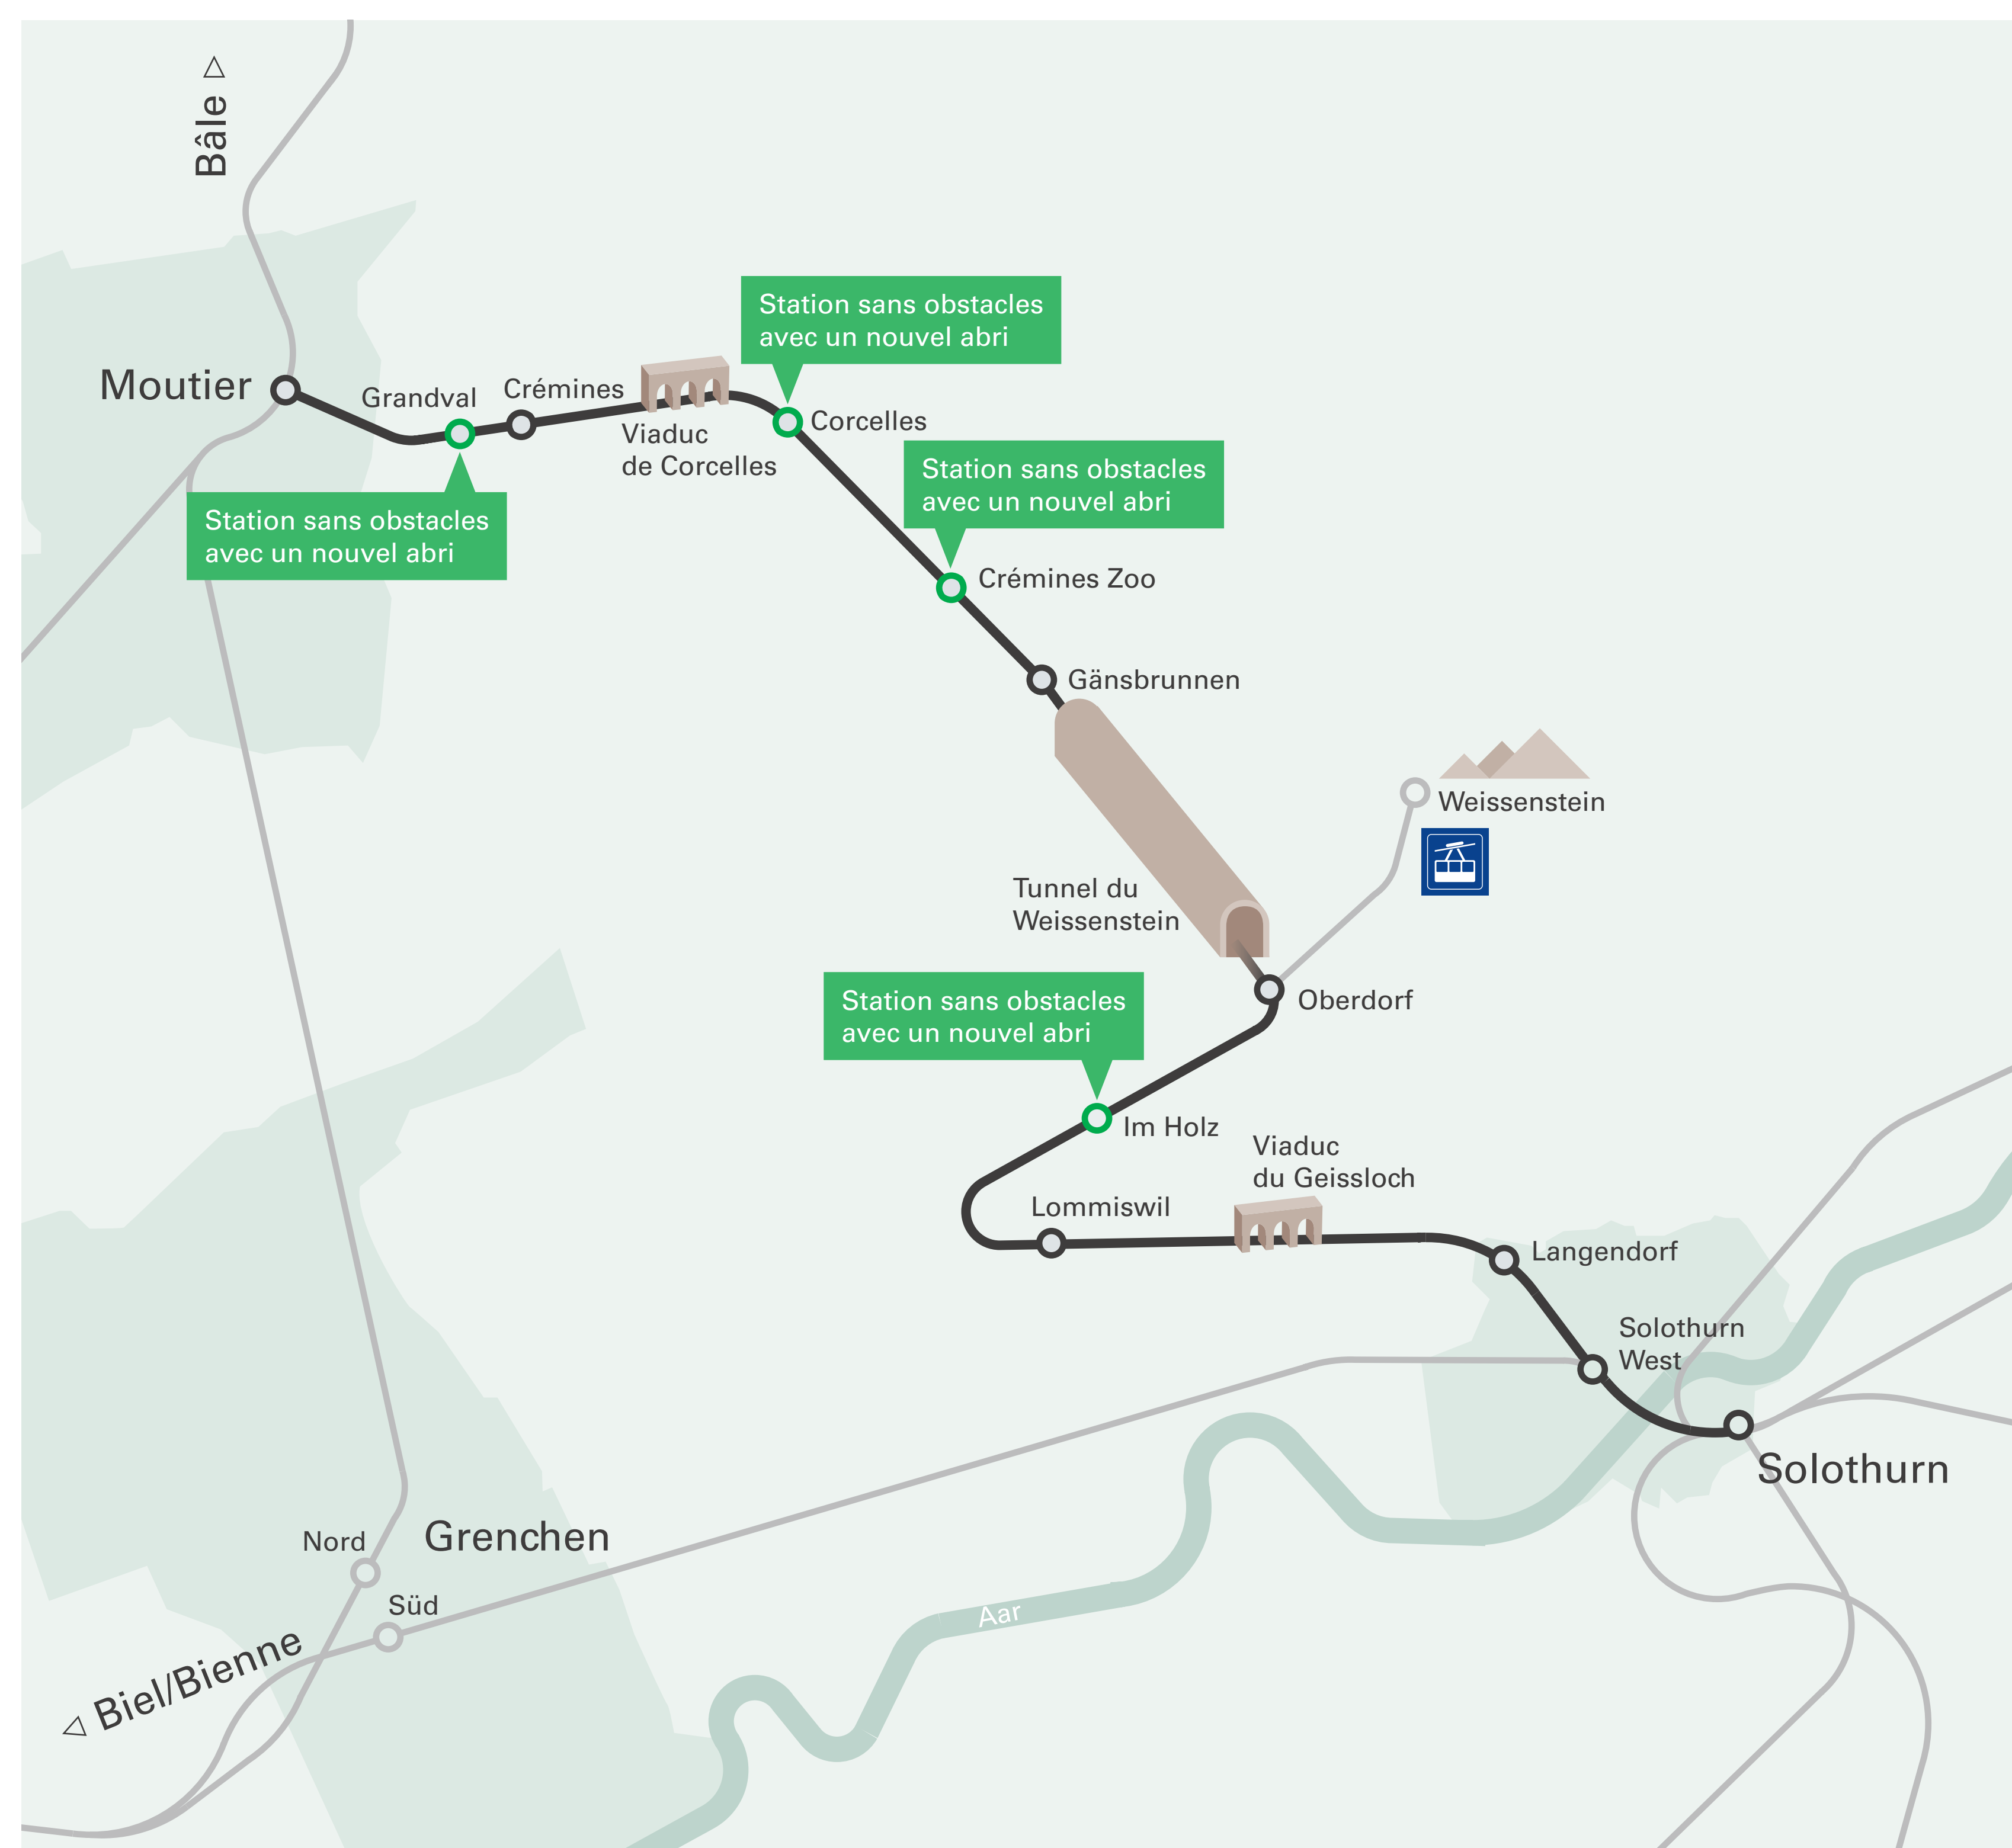 Bâle
Station sans obstacles
avec un nouvel abri
Moutier
Grandval
Crémines
Viaduc
de Corcelles
Corcelles
Station sans obstacles
avec un nouvel abri
Station sans obstacles
avec un nouvel abri
Crémines Zoo
Gänsbrunnen
Weissenstein
Tunnel du
Weissenstein
Oberdorf
Station sans obstacles
avec un nouvel abri
Im Holz
Viaduc
du Geissloch
Lommiswil
Langendorf
Solothurn
West
Solothurn
Nord
Grenchen
Süd
Aar
Biel/Bienne